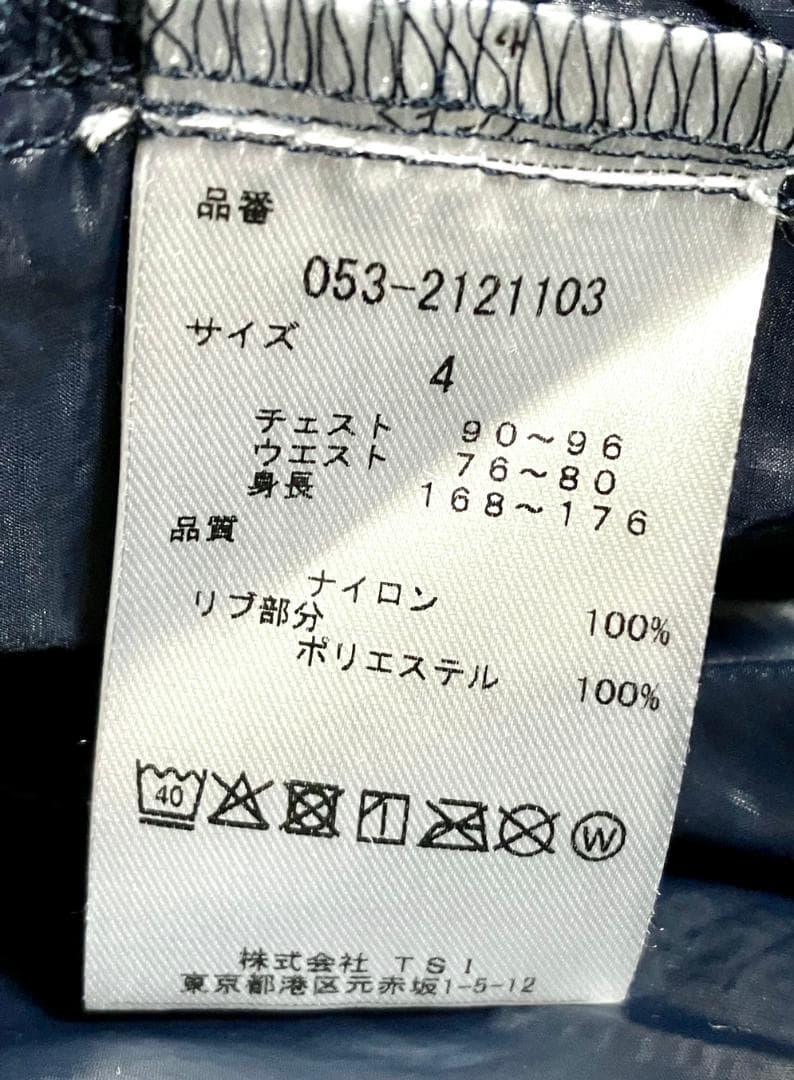 品番
053-2121103
サイズ
4
チェスト 90～96
ウエスト 76～80
身長 168～176
品質
ナイロン 100%
リブ部分
ポリエステル 100%
40
W
株式会社 TSI
東京都港区元赤坂1-5-12